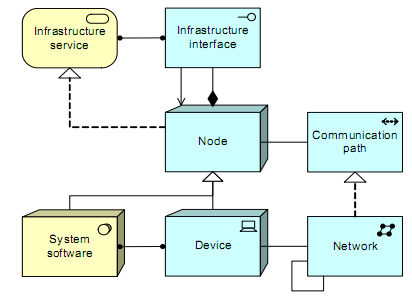 Infrastructure
service
Infrastructure
interface
Node
Communication
path
System
software
Device
Network